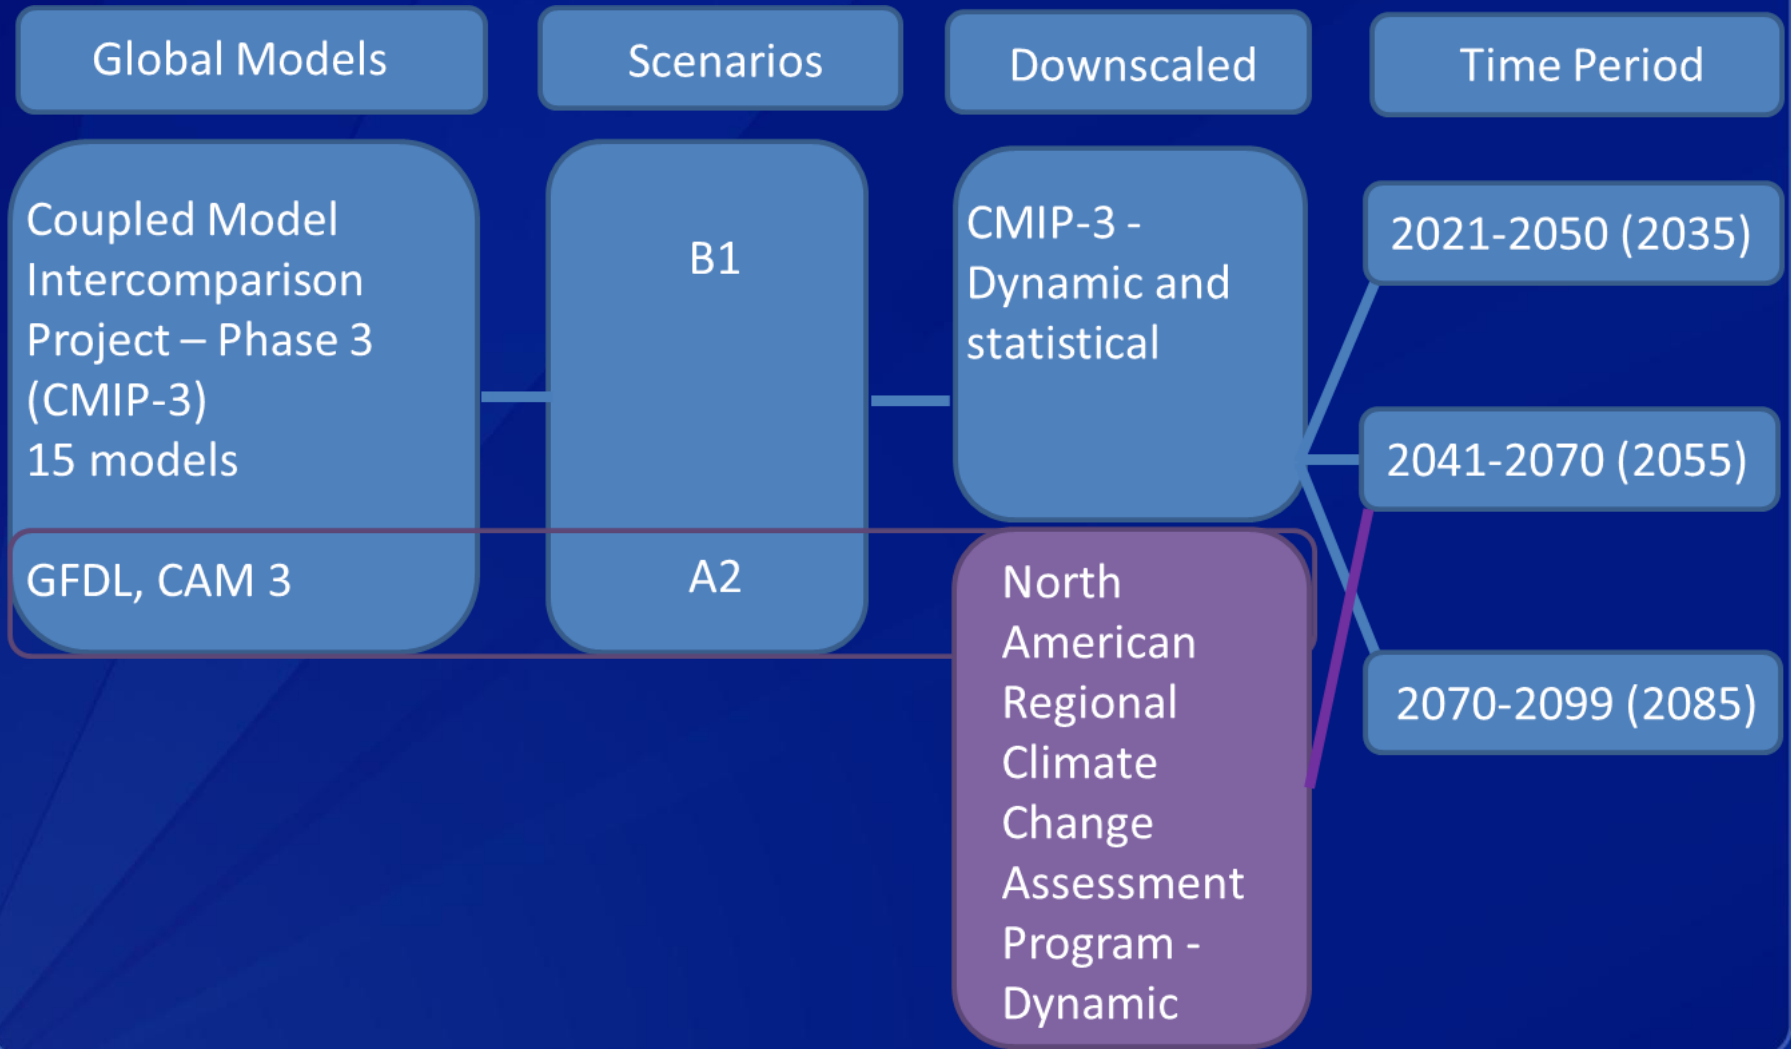 Global Models
Scenarios
Downscaled
Time Period
Coupled Model
Intercomparison
Project – Phase 3
(CMIP-3)
15 models
GFDL, CAM 3
B1
A2
CMIP-3 -
Dynamic and
statistical
North
American
Regional
Climate
Change
Assessment
Program -
Dynamic
2021-2050 (2035)
2041-2070 (2055)
2070-2099 (2085)